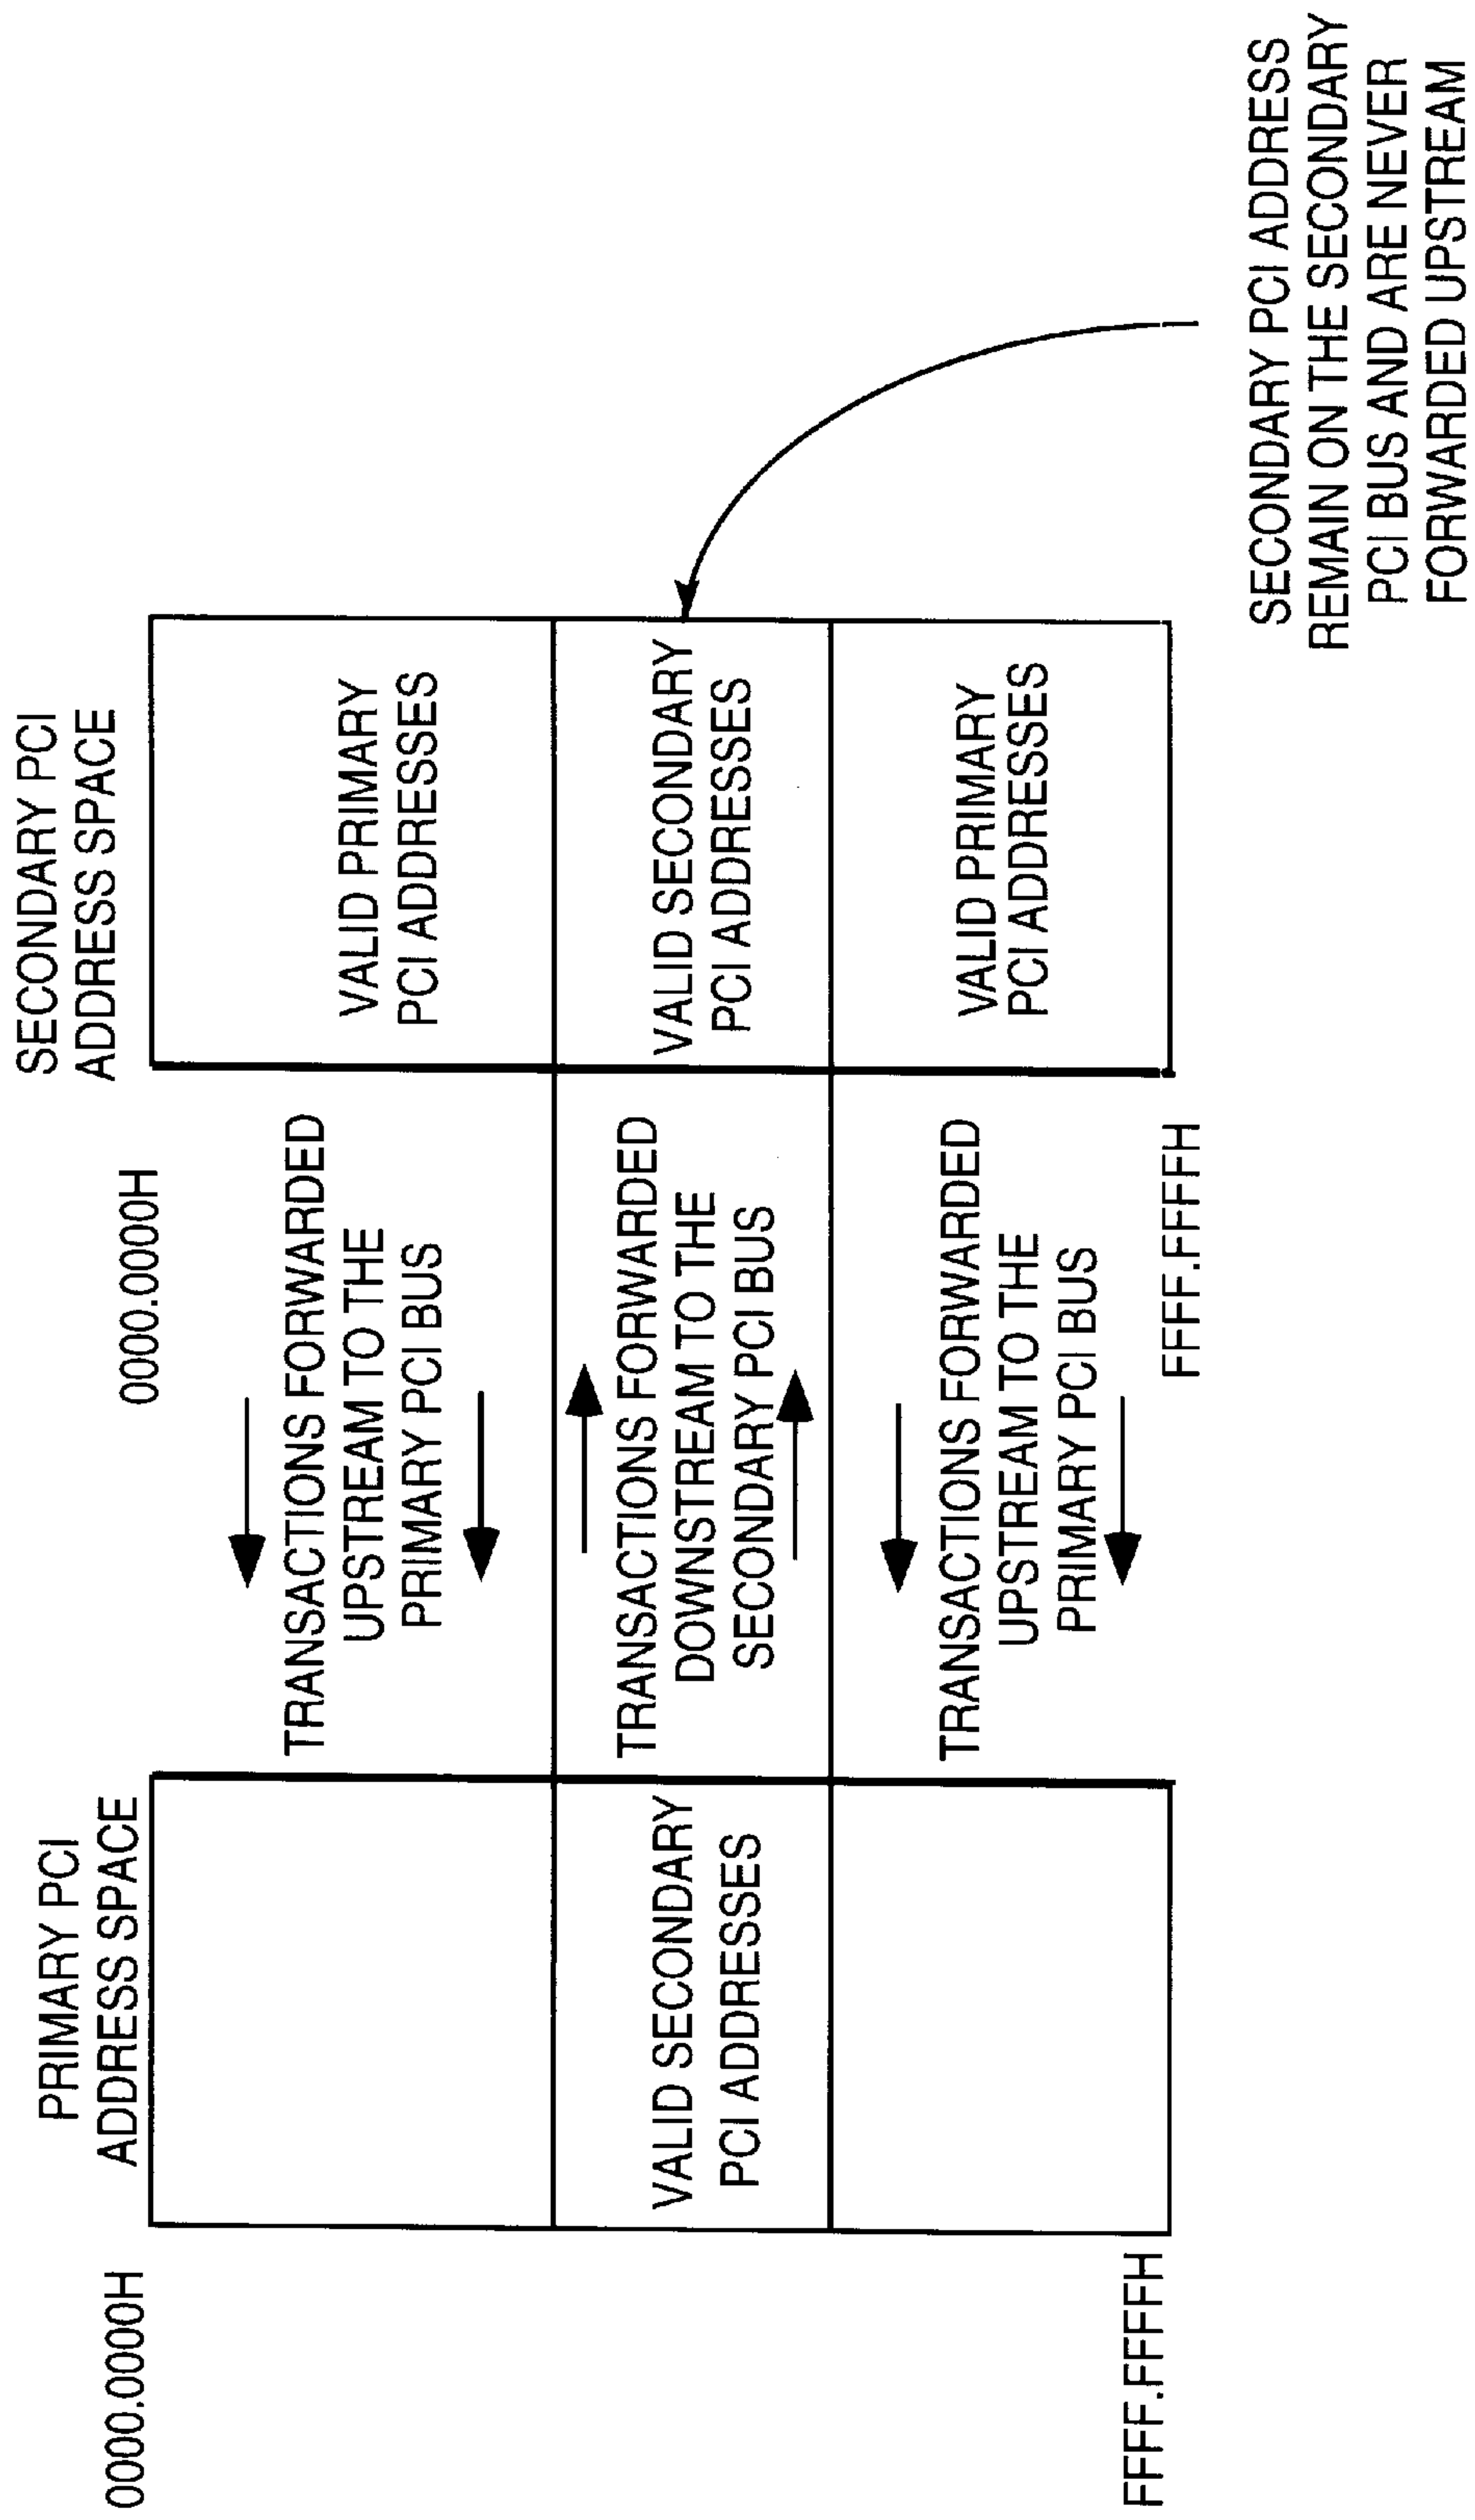 PRIMARY PCI
ADDRESS SPACE
0000.0000H
VALID SECONDARY
PCI ADDRESSES
FFFF.FFFFH
0000.0000H
TRANSACTIONS FORWARDED
UPSTREAM TO THE
PRIMARY PCI BUS
TRANSACTIONS FORWARDED
DOWNSTREAM TO THE
SECONDARY PCI BUS
TRANSACTIONS FORWARDED
UPSTREAM TO THE
PRIMARY PCI BUS
FFFF.FFFFH
SECONDARY PCI
ADDRESS SPACE
VALID PRIMARY
PCI ADDRESSES
VALID SECONDARY
PCI ADDRESSES
VALID PRIMARY
PCI ADDRESSES
SECONDARY PCI ADDRESS
REMAIN ON THE SECONDARY
PCI BUS AND ARE NEVER
FORWARDED UPSTREAM